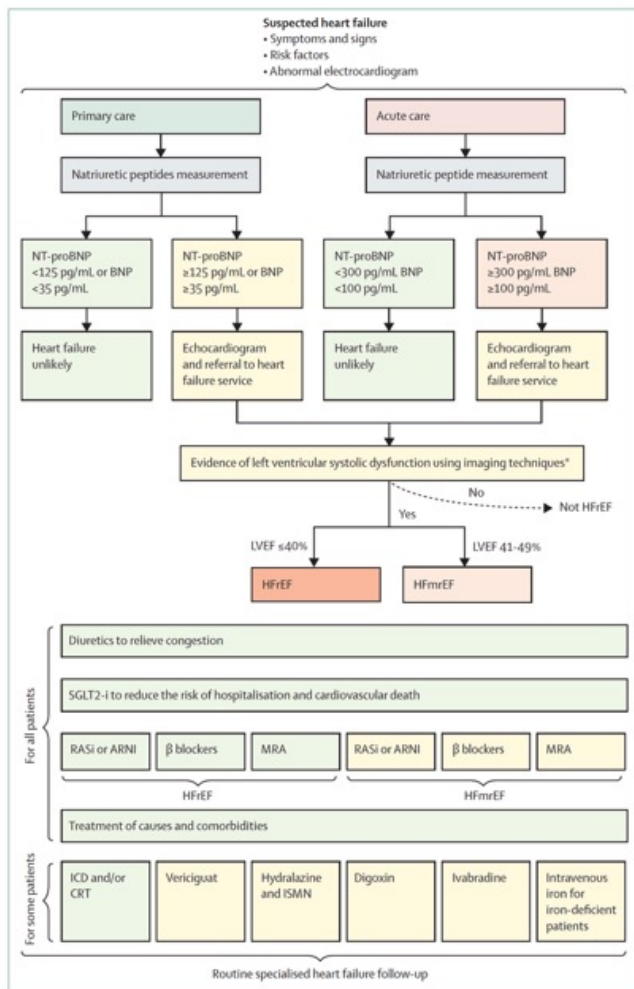 Suspected heart failure
• Symptoms and signs
• Risk factors
• Abnormal electrocardiogram
Primary care
Acute care
Natriuretic peptides measurement
Natriuretic peptide measurement
NT-proBNP
<125 pg/mL or BNP
<35 pg/mL
NT-proBNP
≥125 pg/mL or BNP
≥35 pg/mL
NT-proBNP
<300 pg/mL BNP
<100 pg/mL
NT-proBNP
≥300 pg/mL BNP
≥100 pg/mL
Heart failure
unlikely
Echocardiogram
and referral to heart
failure service
Heart failure
unlikely
Echocardiogram
and referral to heart
failure service
Evidence of left ventricular systolic dysfunction using imaging techniques*
No
Not HFrEF
Yes
LVEF ≤40%
LVEF 41-49%
HFrEF
HFmrEF
For all patients
Diuretics to relieve congestion
SGLT2-i to reduce the risk of hospitalisation and cardiovascular death
RASi or ARNI
β blockers
MRA
RASi or ARNI
β blockers
MRA
HFrEF
HFmrEF
Treatment of causes and comorbidities
For some patients
ICD and/or
CRT
Vericiguat
Hydralazine
and ISMN
Digoxin
Ivabradine
Intravenous
iron for
iron-deficient
patients
Routine specialised heart failure follow-up